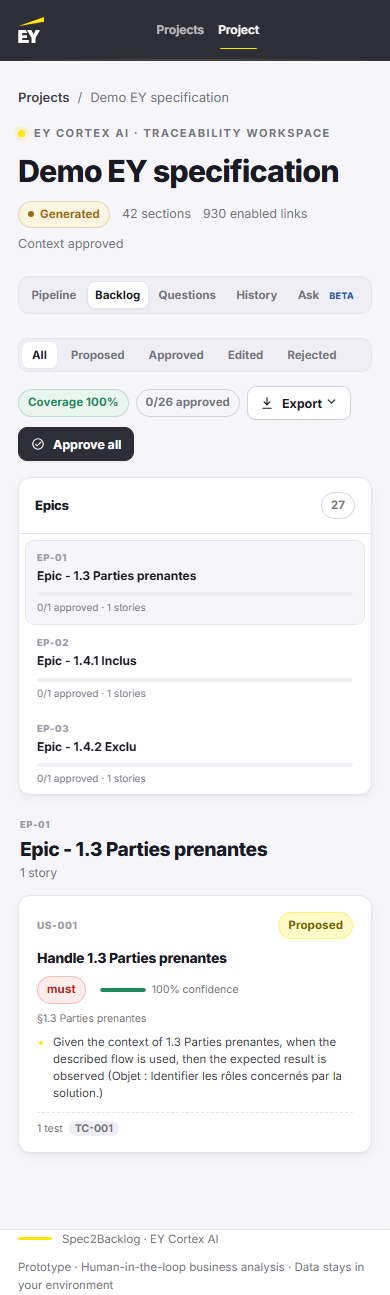 EY
Projects Project
Projects / Demo EY specification
EY CORTEX AI · TRACEABILITY WORKSPACE
Demo EY specification
Generated 42 sections 930 enabled links
Context approved
Pipeline Backlog Questions History Ask BETA
All Proposed Approved Edited Rejected
Coverage 100% 0/26 approved Export
Approve all
Epics 27
EP-01
Epic - 1.3 Parties prenantes
0/1 approved · 1 stories
EP-02
Epic - 1.4.1 Inclus
0/1 approved · 1 stories
EP-03
Epic - 1.4.2 Exclu
0/1 approved · 1 stories
EP-01
Epic - 1.3 Parties prenantes
1 story
US-001 Proposed
Handle 1.3 Parties prenantes
must 100% confidence
§1.3 Parties prenantes
Given the context of 1.3 Parties prenantes, when the
described flow is used, then the expected result is
observed (Objet : Identifier les rôles concernés par la
solution.)
1 test TC-001
Spec2Backlog · EY Cortex AI
Prototype · Human-in-the-loop business analysis · Data stays in
your environment